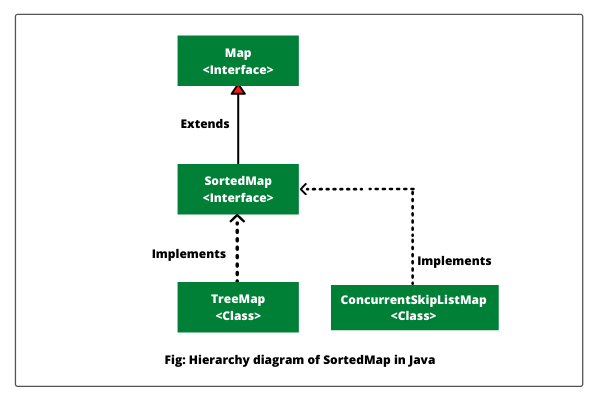 Map
<Interface>
Extends
SortedMap
<Interface>
Implements
Implements
TreeMap
<Class>
ConcurrentSkipListMap
<Class>
Fig: Hierarchy diagram of SortedMap in Java